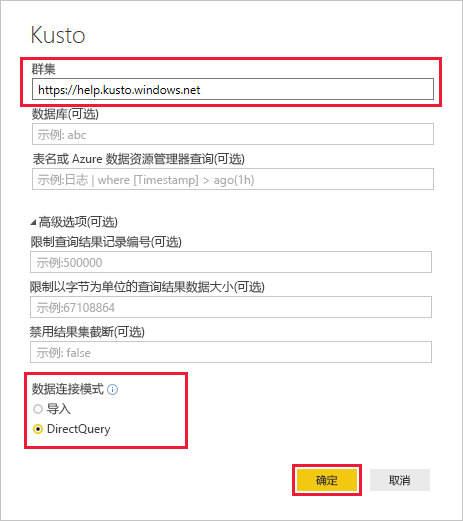 Kusto
群集
https://help.kusto.windows.net
数据库(可选)
示例: abc
表名或 Azure 数据资源管理器查询(可选)
示例:日志 | where [Timestamp] > ago(1h)
高级选项(可选)
限制查询结果记录编号(可选)
示例:500000
限制以字节为单位的查询结果数据大小(可选)
示例:67108864
禁用结果集截断(可选)
示例: false
数据连接模式
导入
DirectQuery
确定 取消